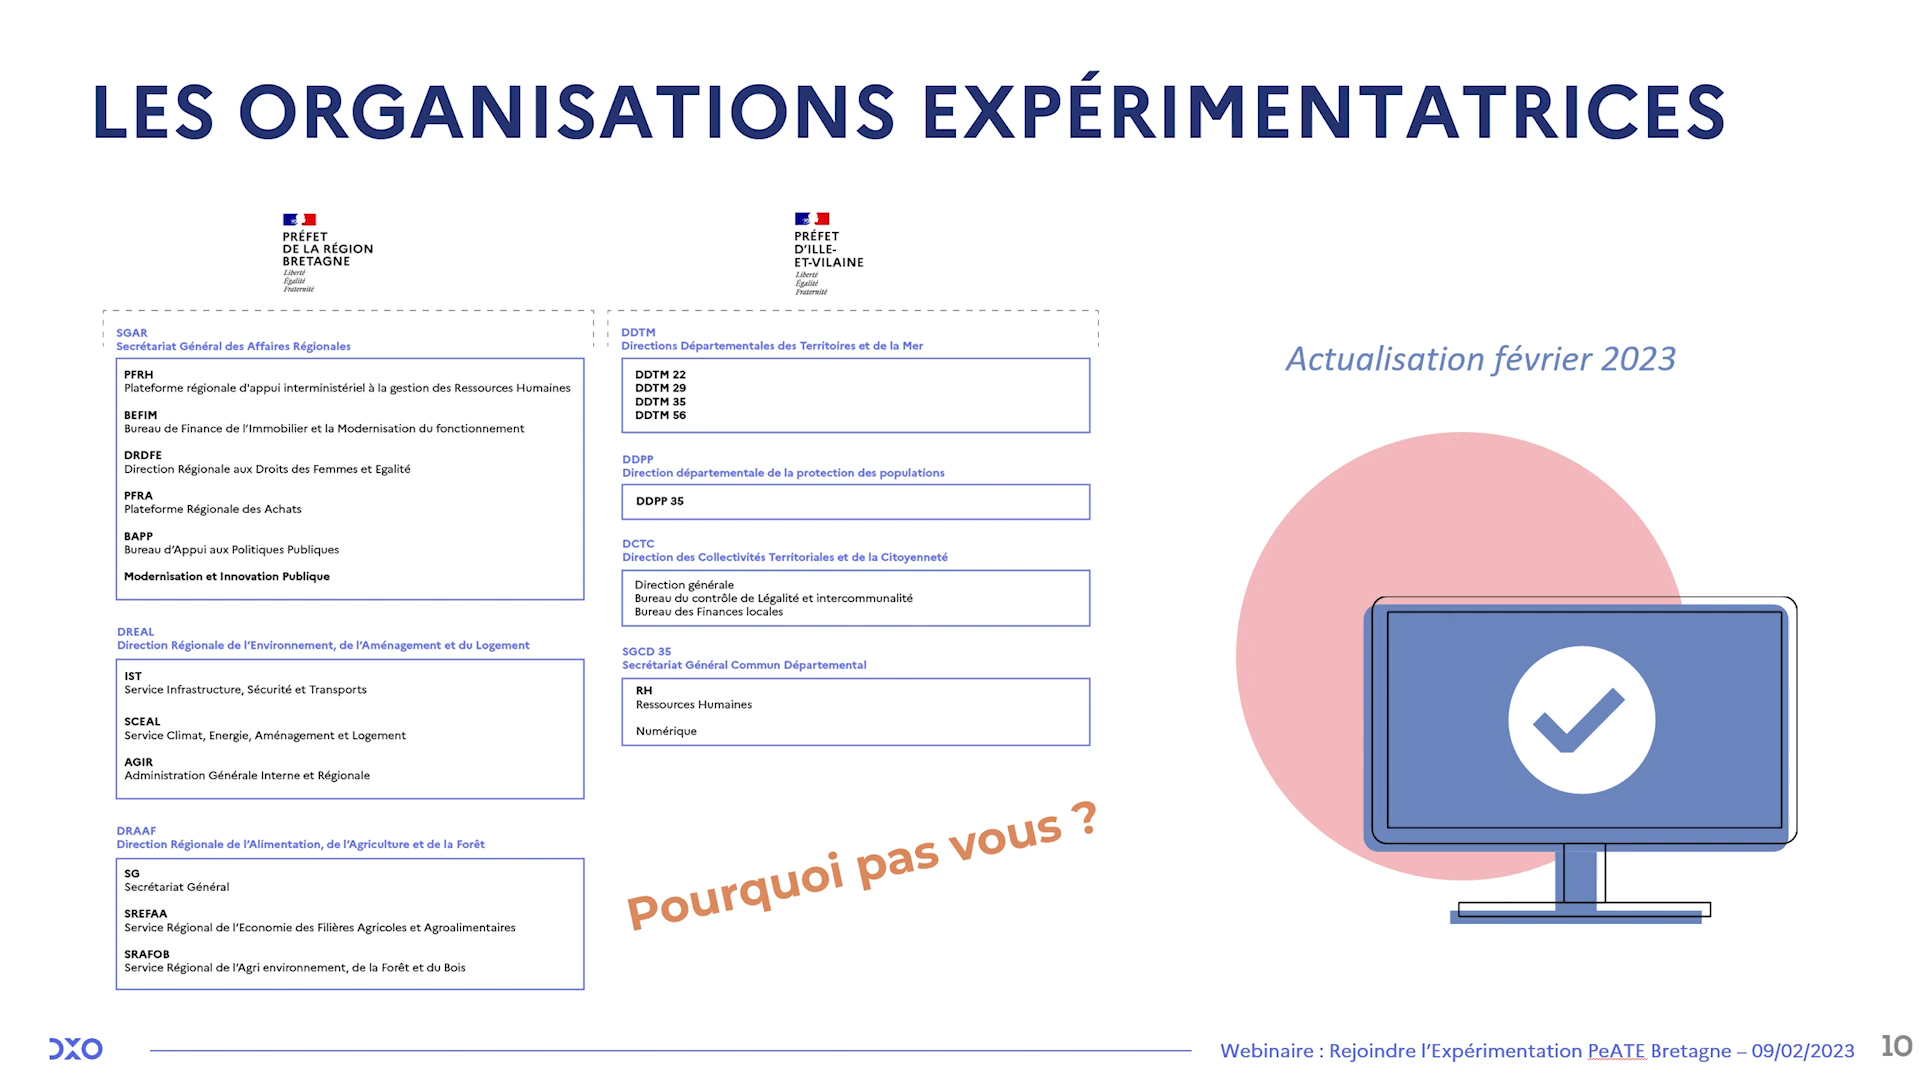 LES ORGANISATIONS EXPÉRIMENTATRICES
PRÉFET
DE LA RÉGION
BRETAGNE
Liberté
Égalité
Fraternité
SGAR
Secrétariat Général des Affaires Régionales
PFRH
Plateforme régionale d'appui interministériel à la gestion des Ressources Humaines
BEFIM
Bureau de Finance de l'Immobilier et la Modernisation du fonctionnement
DRDFE
Direction Régionale aux Droits des Femmes et Egalité
PFRA
Plateforme Régionale des Achats
BAPP
Bureau d'Appui aux Politiques Publiques
Modernisation et Innovation Publique
DREAL
Direction Régionale de l'Environnement, de l'Aménagement et du Logement
IST
Service Infrastructure, Sécurité et Transports
SCEAL
Service Climat, Energie, Aménagement et Logement
AGIR
Administration Générale Interne et Régionale
DRAAF
Direction Régionale de l'Alimentation, de l'Agriculture et de la Forêt
SG
Secrétariat Général
SREFAA
Service Régional de l'Economie des Filières Agricoles et Agroalimentaires
SRAFOB
Service Régional de l'Agri environnement, de la Forêt et du Bois
PRÉFET
D'ILLE-
ET-VILAINE
Liberté
Égalité
Fraternité
DDTM
Directions Départementales des Territoires et de la Mer
DDTM 22
DDTM 29
DDTM 35
DDTM 56
DDPP
Direction départementale de la protection des populations
DDPP 35
DCTC
Direction des Collectivités Territoriales et de la Citoyenneté
Direction générale
Bureau du contrôle de Légalité et intercommunalité
Bureau des Finances locales
SGCD 35
Secrétariat Général Commun Départemental
RH
Ressources Humaines
Numérique
Pourquoi pas vous ?
Actualisation février 2023
DXO
Webinaire : Rejoindre l'Expérimentation PeATE Bretagne – 09/02/2023
10